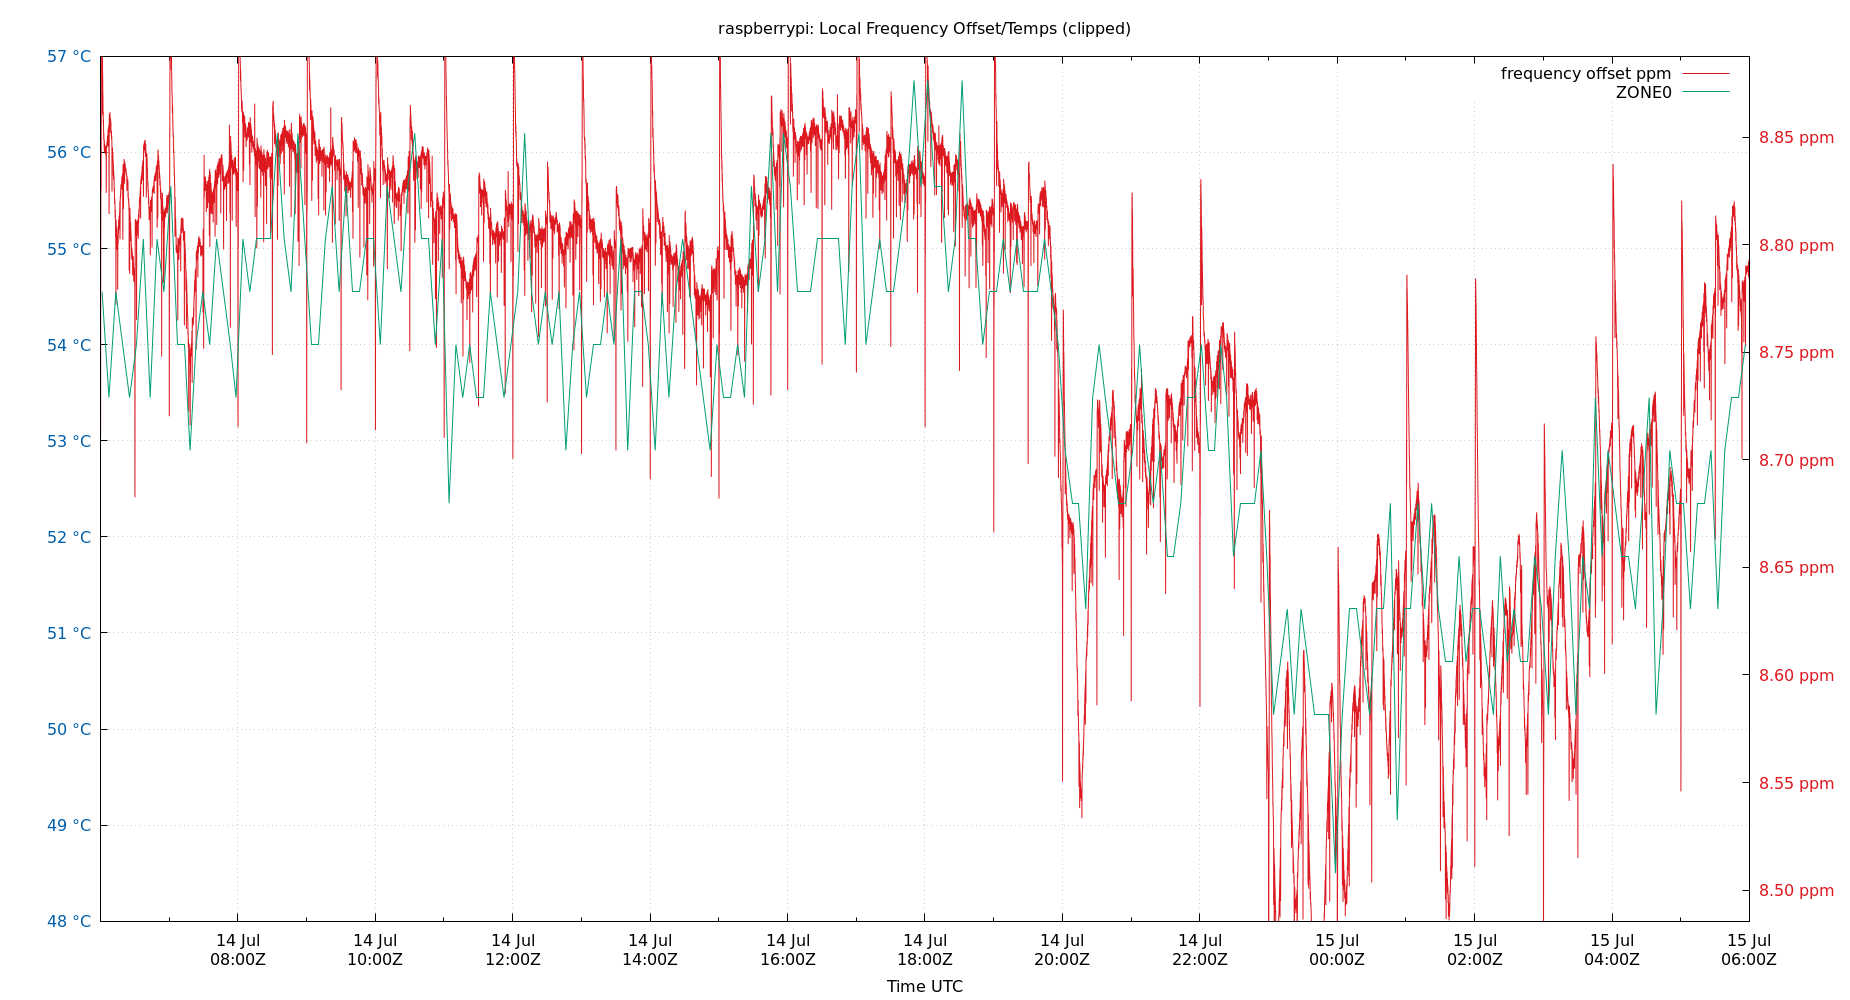 raspberrypi: Local Frequency Offset/Temps (clipped)
frequency offset ppm
ZONE0
57 °C
56 °C
55 °C
54 °C
53 °C
52 °C
51 °C
50 °C
49 °C
48 °C
8.85 ppm
8.80 ppm
8.75 ppm
8.70 ppm
8.65 ppm
8.60 ppm
8.55 ppm
8.50 ppm
14 Jul
08:00Z
14 Jul
10:00Z
14 Jul
12:00Z
14 Jul
14:00Z
14 Jul
16:00Z
14 Jul
18:00Z
14 Jul
20:00Z
14 Jul
22:00Z
15 Jul
00:00Z
15 Jul
02:00Z
15 Jul
04:00Z
15 Jul
06:00Z
Time UTC